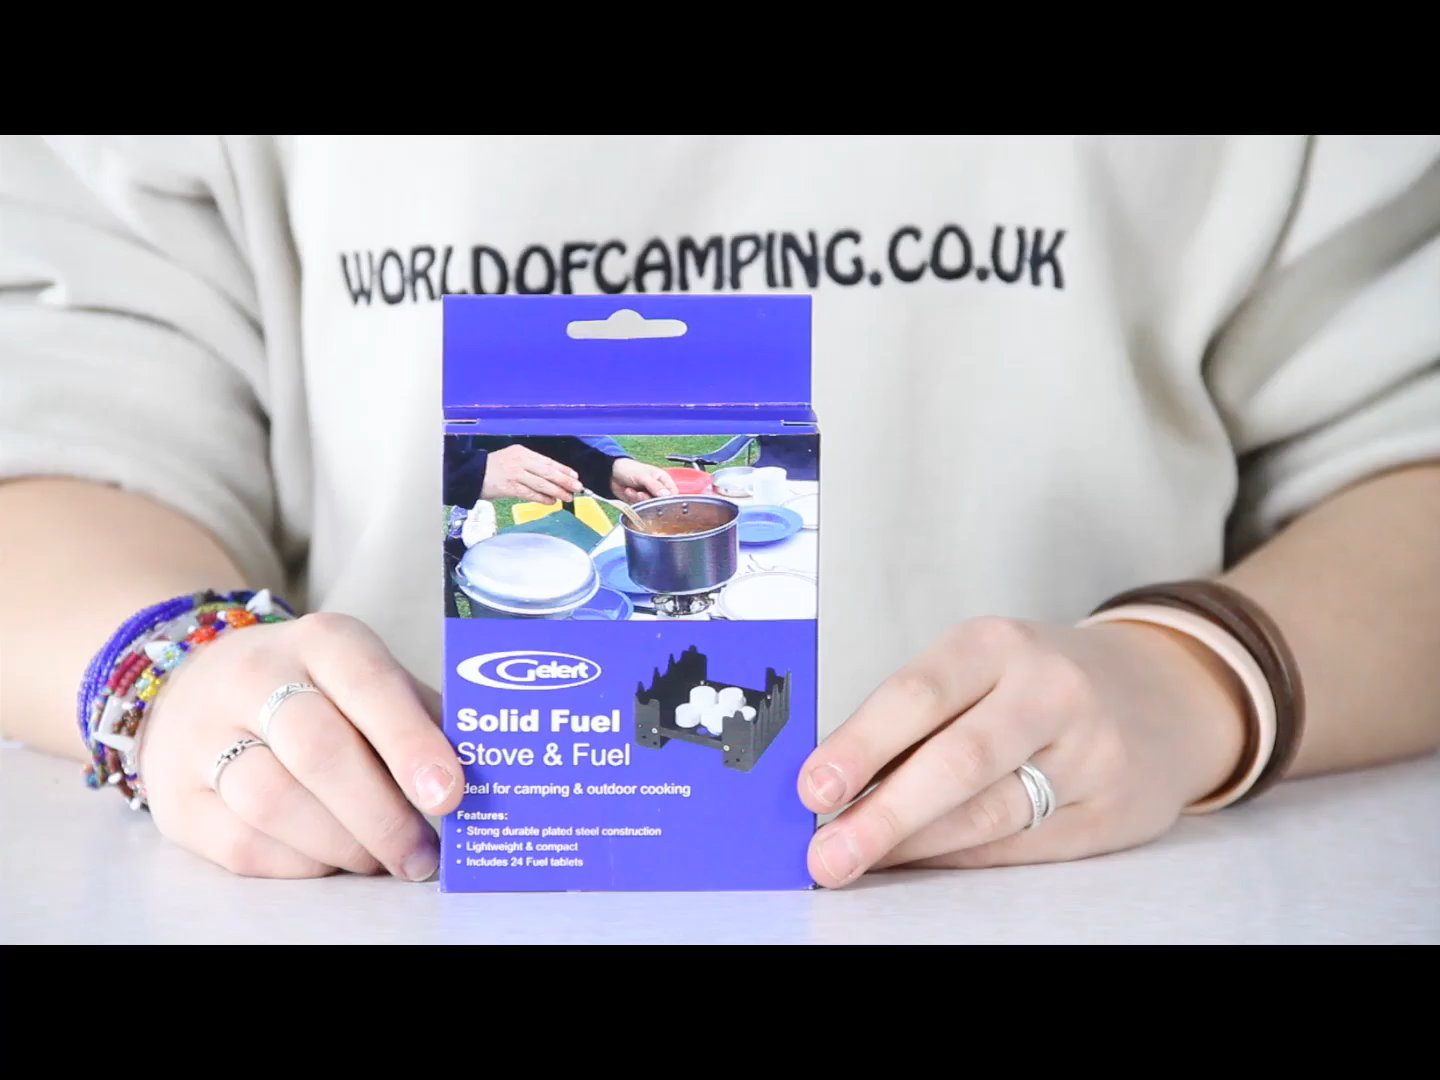 WORLDOFCAMPING.CO.UK
Gelert
Solid Fuel
Stove & Fuel
deal for camping & outdoor cooking
Features:
• Strong durable plated steel construction
• Lightweight & compact
• Includes 24 Fuel tablets